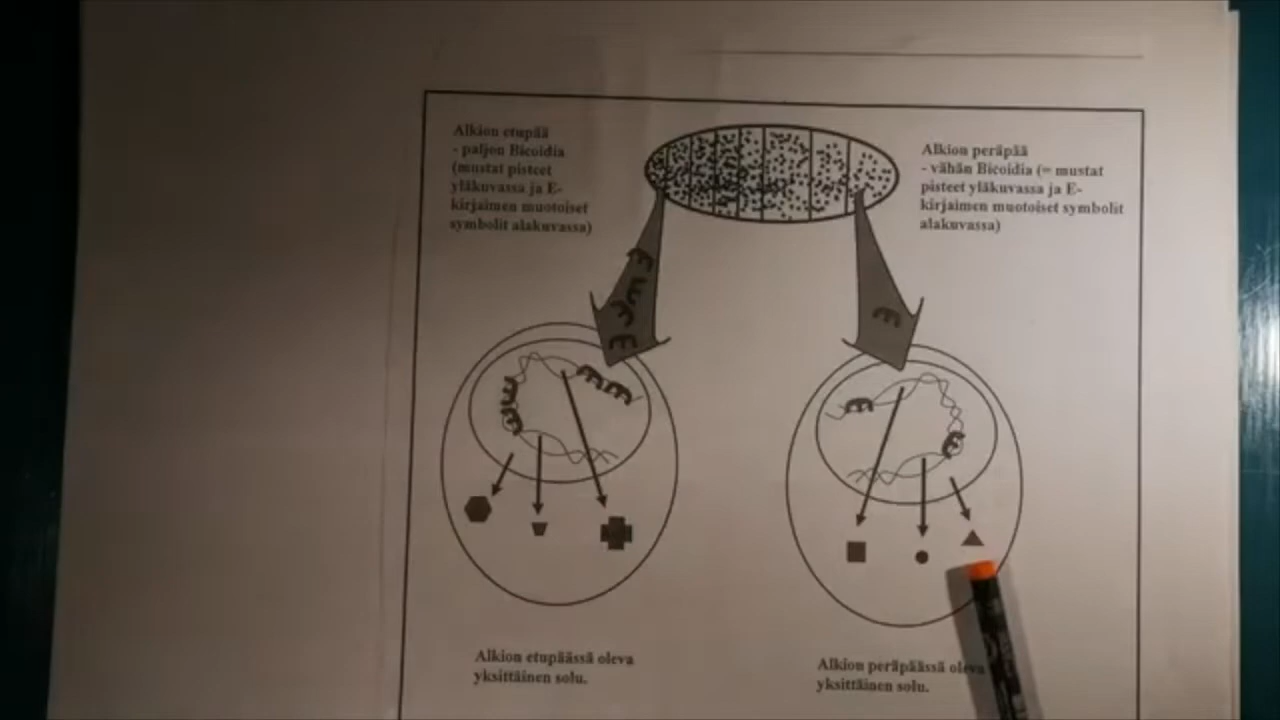 Alkion etupää
- paljon Bicoidia
(mustat pisteet
yläkuvassa ja E-
kirjaimen muotoiset
symbolit alakuvassa)
Alkion peräpää
- vähän Bicoidia (= mustat
pisteet yläkuvassa ja E-
kirjaimen muotoiset symbolit
alakuvassa)
Alkion etupäässä oleva
yksittäinen solu.
Alkion peräpäässä oleva
yksittäinen solu.